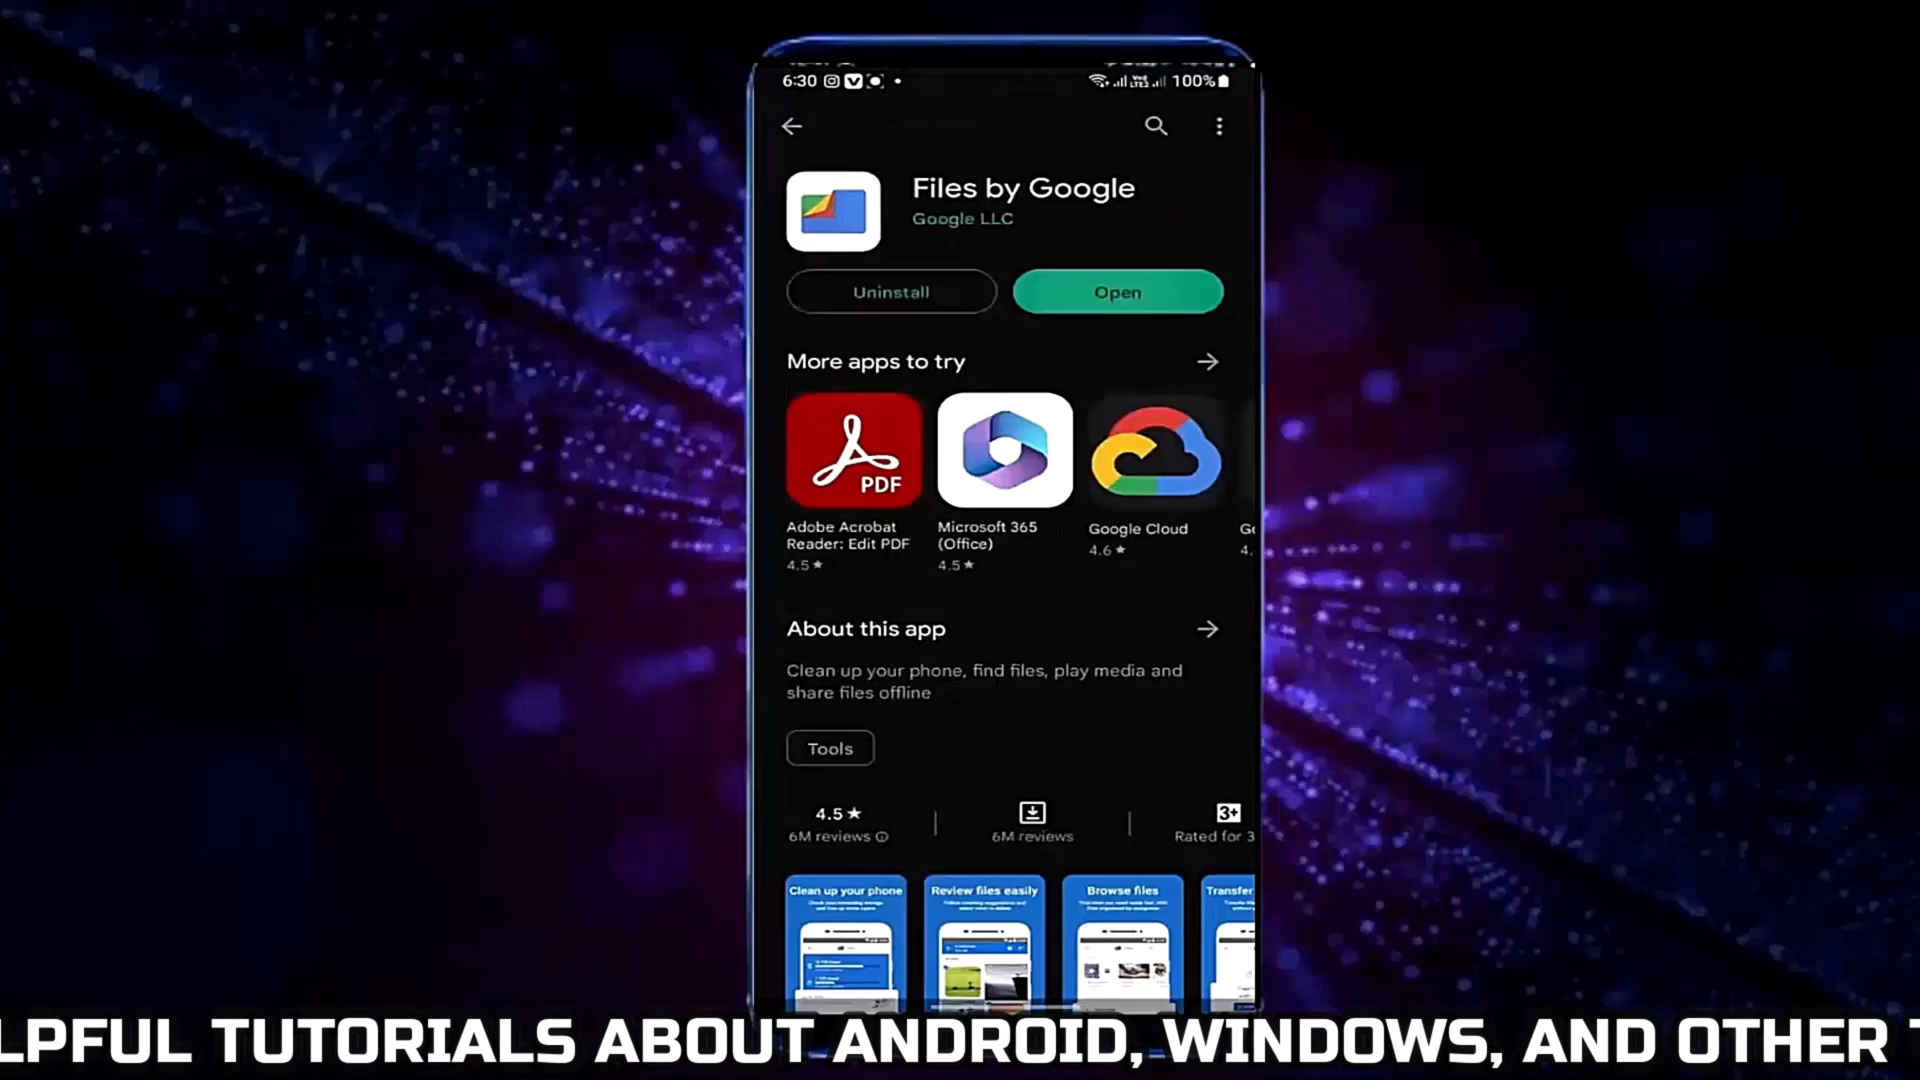 6:30
VoLTE2 100%
Files by Google
Google LLC
Uninstall
Open
More apps to try
PDF
Adobe Acrobat
Reader: Edit PDF
4.5★
Microsoft 365
(Office)
4.5★
Google Cloud
4.6★
Go
4.
About this app
Clean up your phone, find files, play media and
share files offline
Tools
4.5★
6M reviews
6M reviews
3+
Rated for 3
Clean up your phone
Review files easily
Browse files
Transfer
LPFUL TUTORIALS ABOUT ANDROID, WINDOWS, AND OTHER T